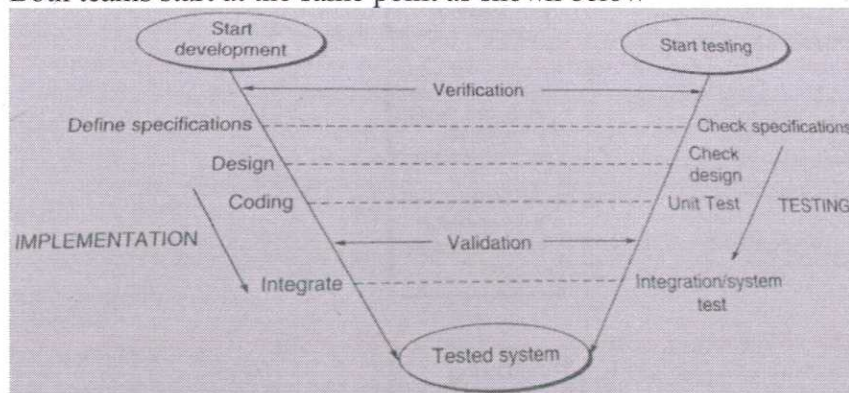 Both teams start at the same point as shown below
Start
development
Start testing
Verification
Define specifications
Check specifications
Design
Check
design
Coding
Unit Test
TESTING
IMPLEMENTATION
Validation
Integrate
Integration/system
test
Tested system